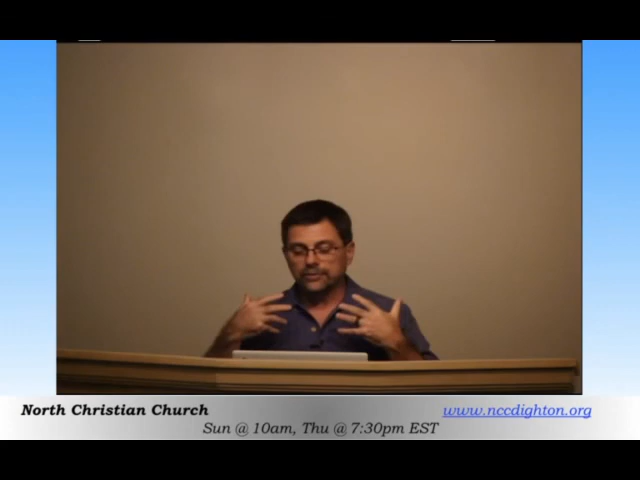 North Christian Church
www.nccdighton.org
Sun @ 10am, Thu @ 7:30pm EST